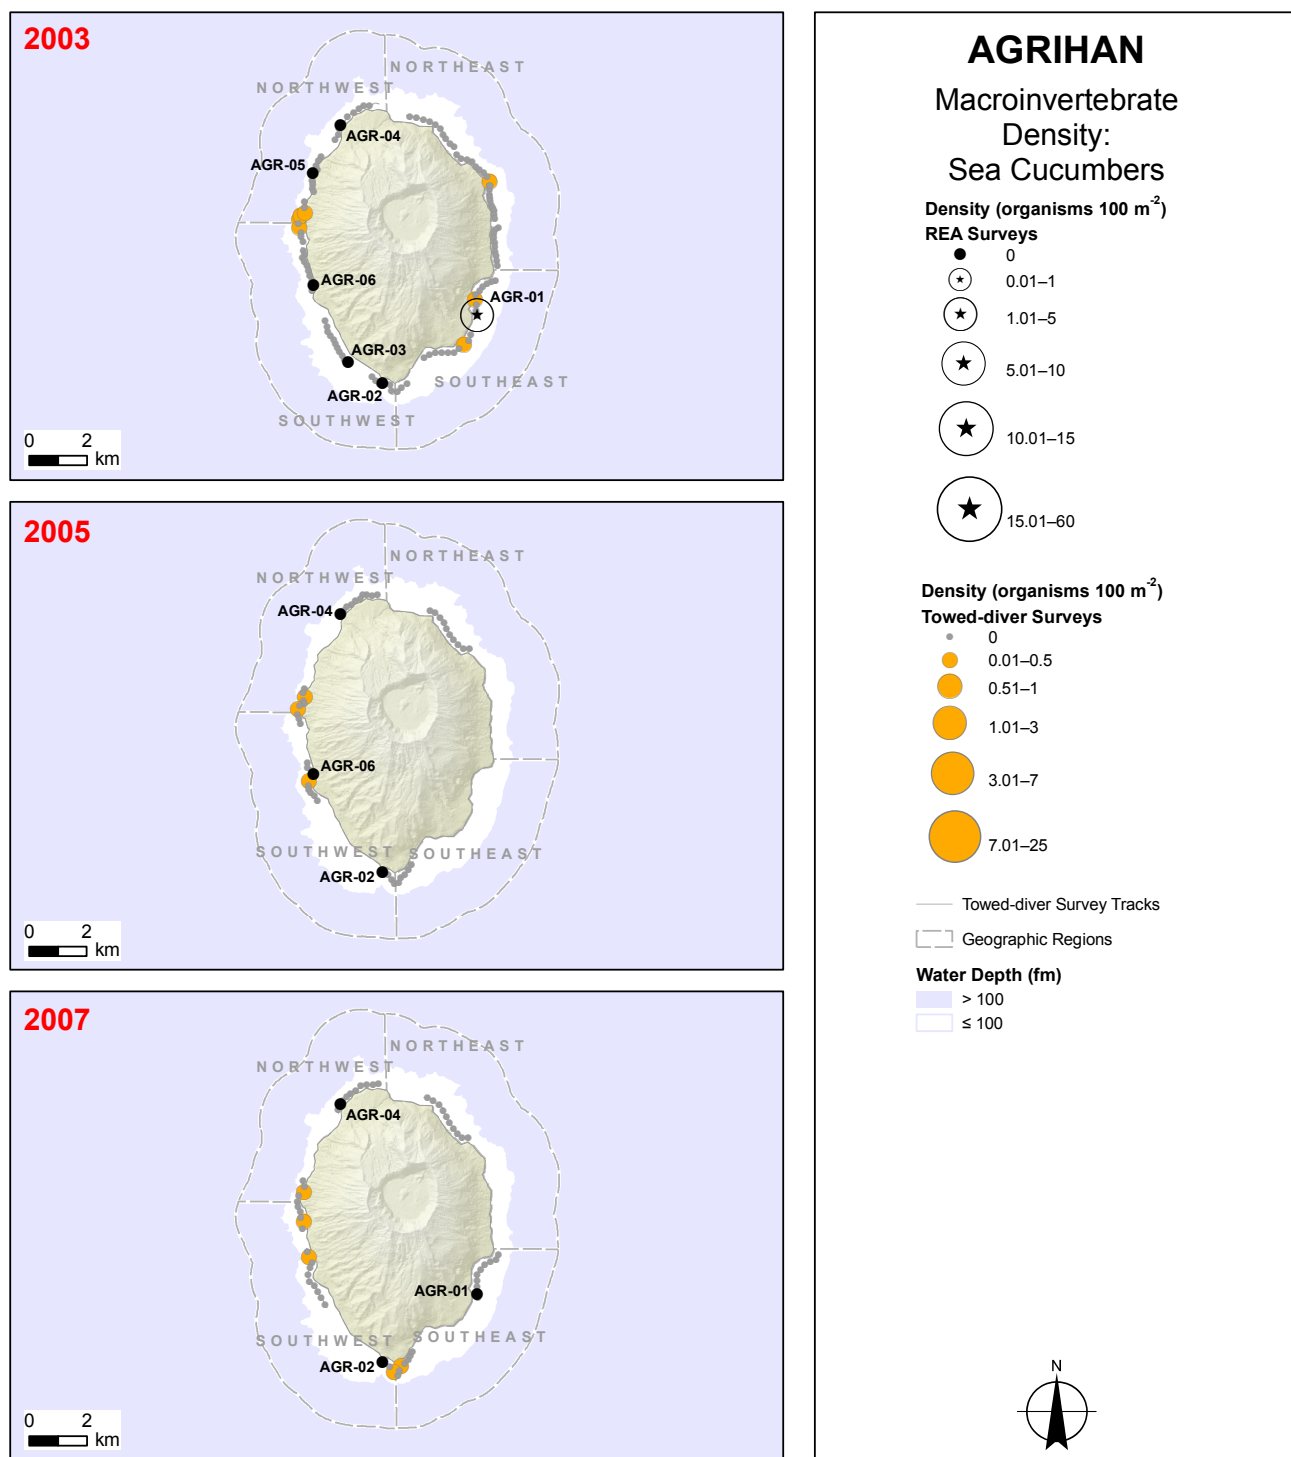 2003
NORTHEAST
NORTHWEST
AGR-04
AGR-05
AGR-06
AGR-01
AGR-03
AGR-02
SOUTHEAST
SOUTHWEST
0 2
km
2005
NORTHEAST
NORTHWEST
AGR-04
AGR-06
SOUTHWEST
SOUTHEAST
AGR-02
0 2
km
2007
NORTHEAST
NORTHWEST
AGR-04
AGR-01
SOUTHWEST
SOUTHEAST
AGR-02
0 2
km
AGRIHAN
Macroinvertebrate
Density:
Sea Cucumbers
Density (organisms 100 m⁻²)
REA Surveys
0
0.01–1
1.01–5
5.01–10
10.01–15
15.01–60
Density (organisms 100 m⁻²)
Towed-diver Surveys
0
0.01–0.5
0.51–1
1.01–3
3.01–7
7.01–25
Towed-diver Survey Tracks
Geographic Regions
Water Depth (fm)
> 100
≤ 100
N